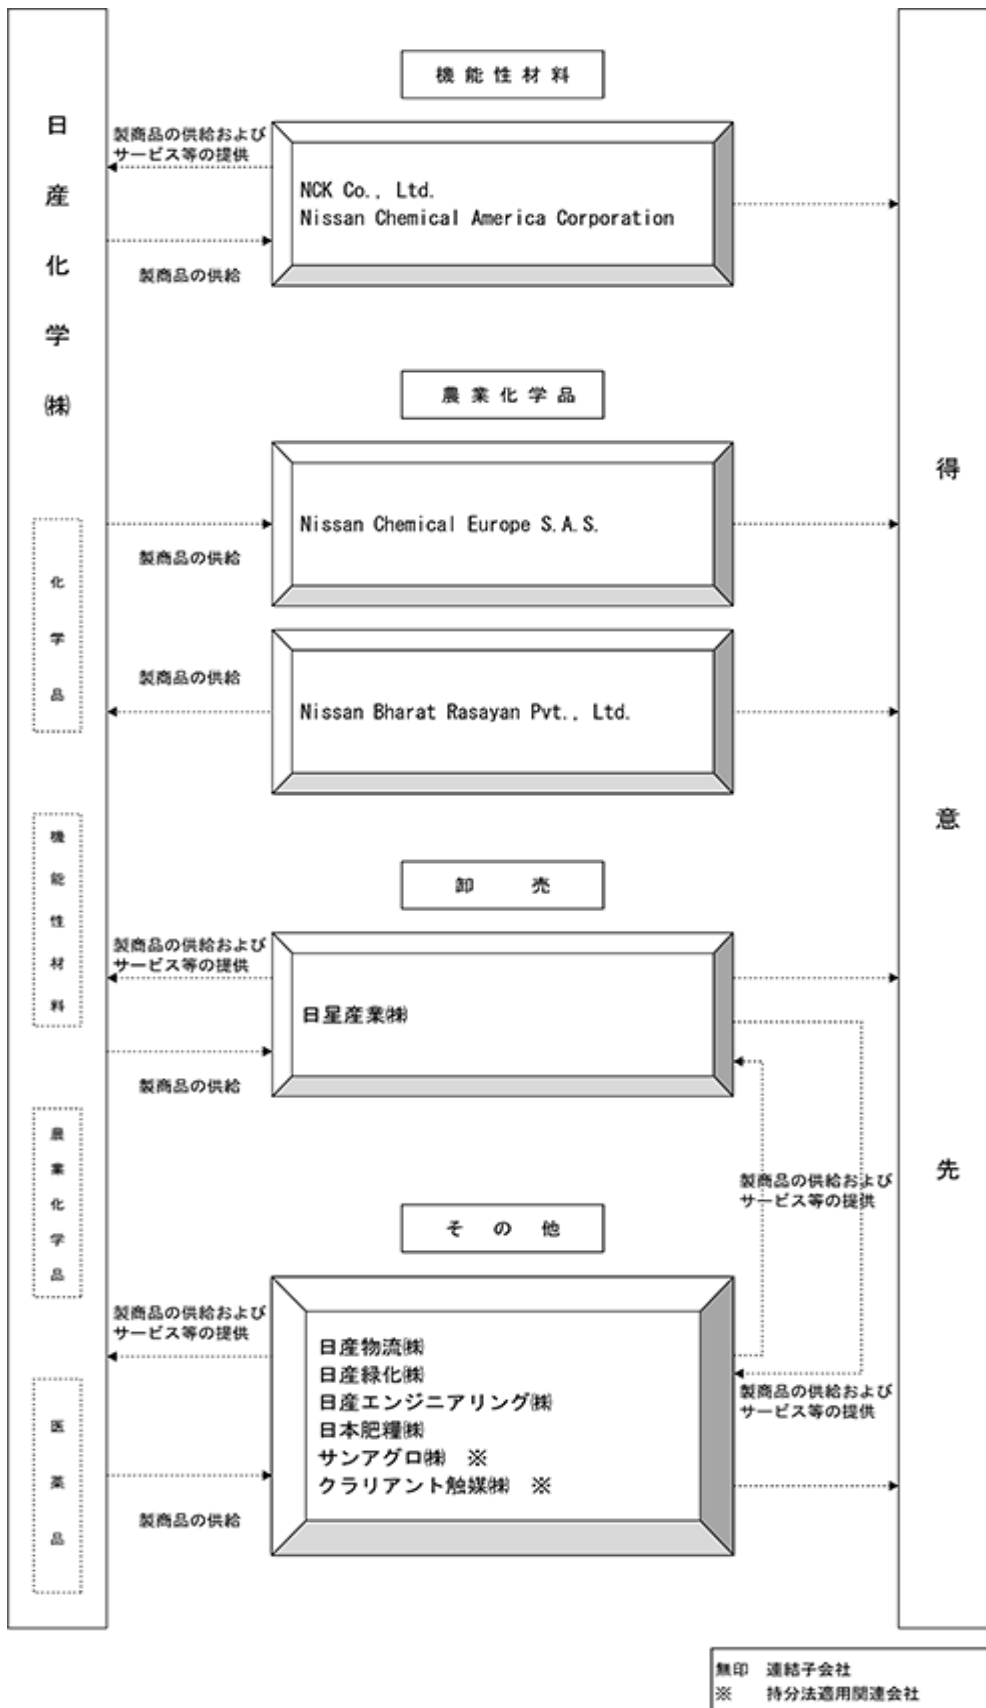 日産化学㈱
化学品
機能性材料
農業化学品
医薬品
機能性材料
製商品の供給および
サービス等の提供
NCK Co., Ltd.
Nissan Chemical America Corporation
製商品の供給
農業化学品
Nissan Chemical Europe S.A.S.
製商品の供給
製商品の供給
Nissan Bharat Rasayan Pvt., Ltd.
卸売
製商品の供給および
サービス等の提供
日星産業㈱
製商品の供給
製商品の供給および
サービス等の提供
その他
製商品の供給および
サービス等の提供
日産物流㈱
日産緑化㈱
日産エンジニアリング㈱
日本肥糧㈱
サンアグロ㈱　※
クラリアント触媒㈱　※
製商品の供給および
サービス等の提供
製商品の供給
得意先
無印　連結子会社
※　持分法適用関連会社